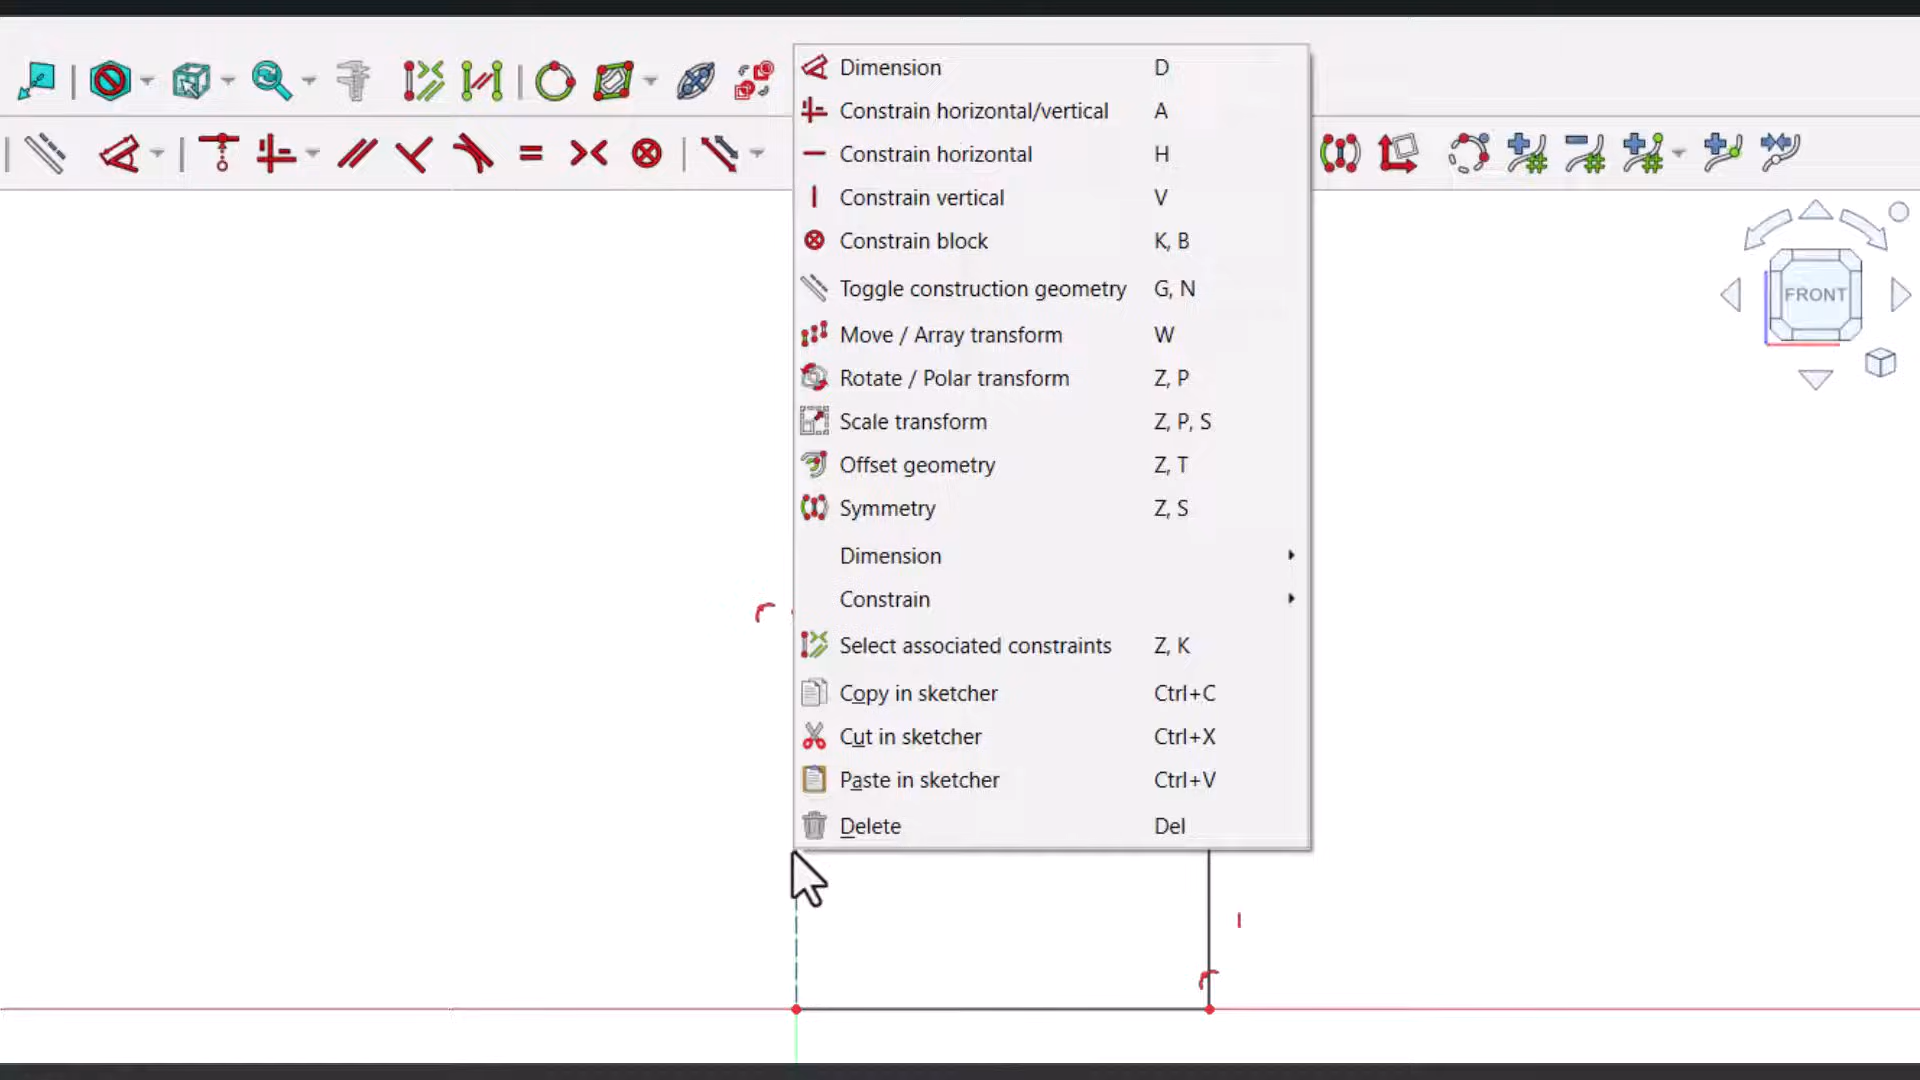 Dimension D
Constrain horizontal/vertical A
Constrain horizontal H
Constrain vertical V
Constrain block K, B
Toggle construction geometry G, N
Move / Array transform W
Rotate / Polar transform Z, P
Scale transform Z, P, S
Offset geometry Z, T
Symmetry Z, S
Dimension
Constrain
Select associated constraints Z, K
Copy in sketcher Ctrl+C
Cut in sketcher Ctrl+X
Paste in sketcher Ctrl+V
Delete Del
FRONT